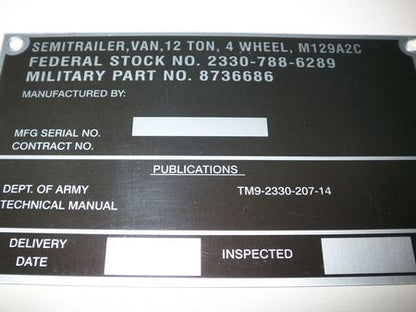 SEMITRAILER, VAN, 12 TON, 4 WHEEL, M129A2C
FEDERAL STOCK NO. 2330-788-6289
MILITARY PART NO. 8736686
MANUFACTURED BY:
MFG SERIAL NO.
CONTRACT NO.
PUBLICATIONS
DEPT. OF ARMY TM9-2330-207-14
TECHNICAL MANUAL
DELIVERY
DATE
INSPECTED